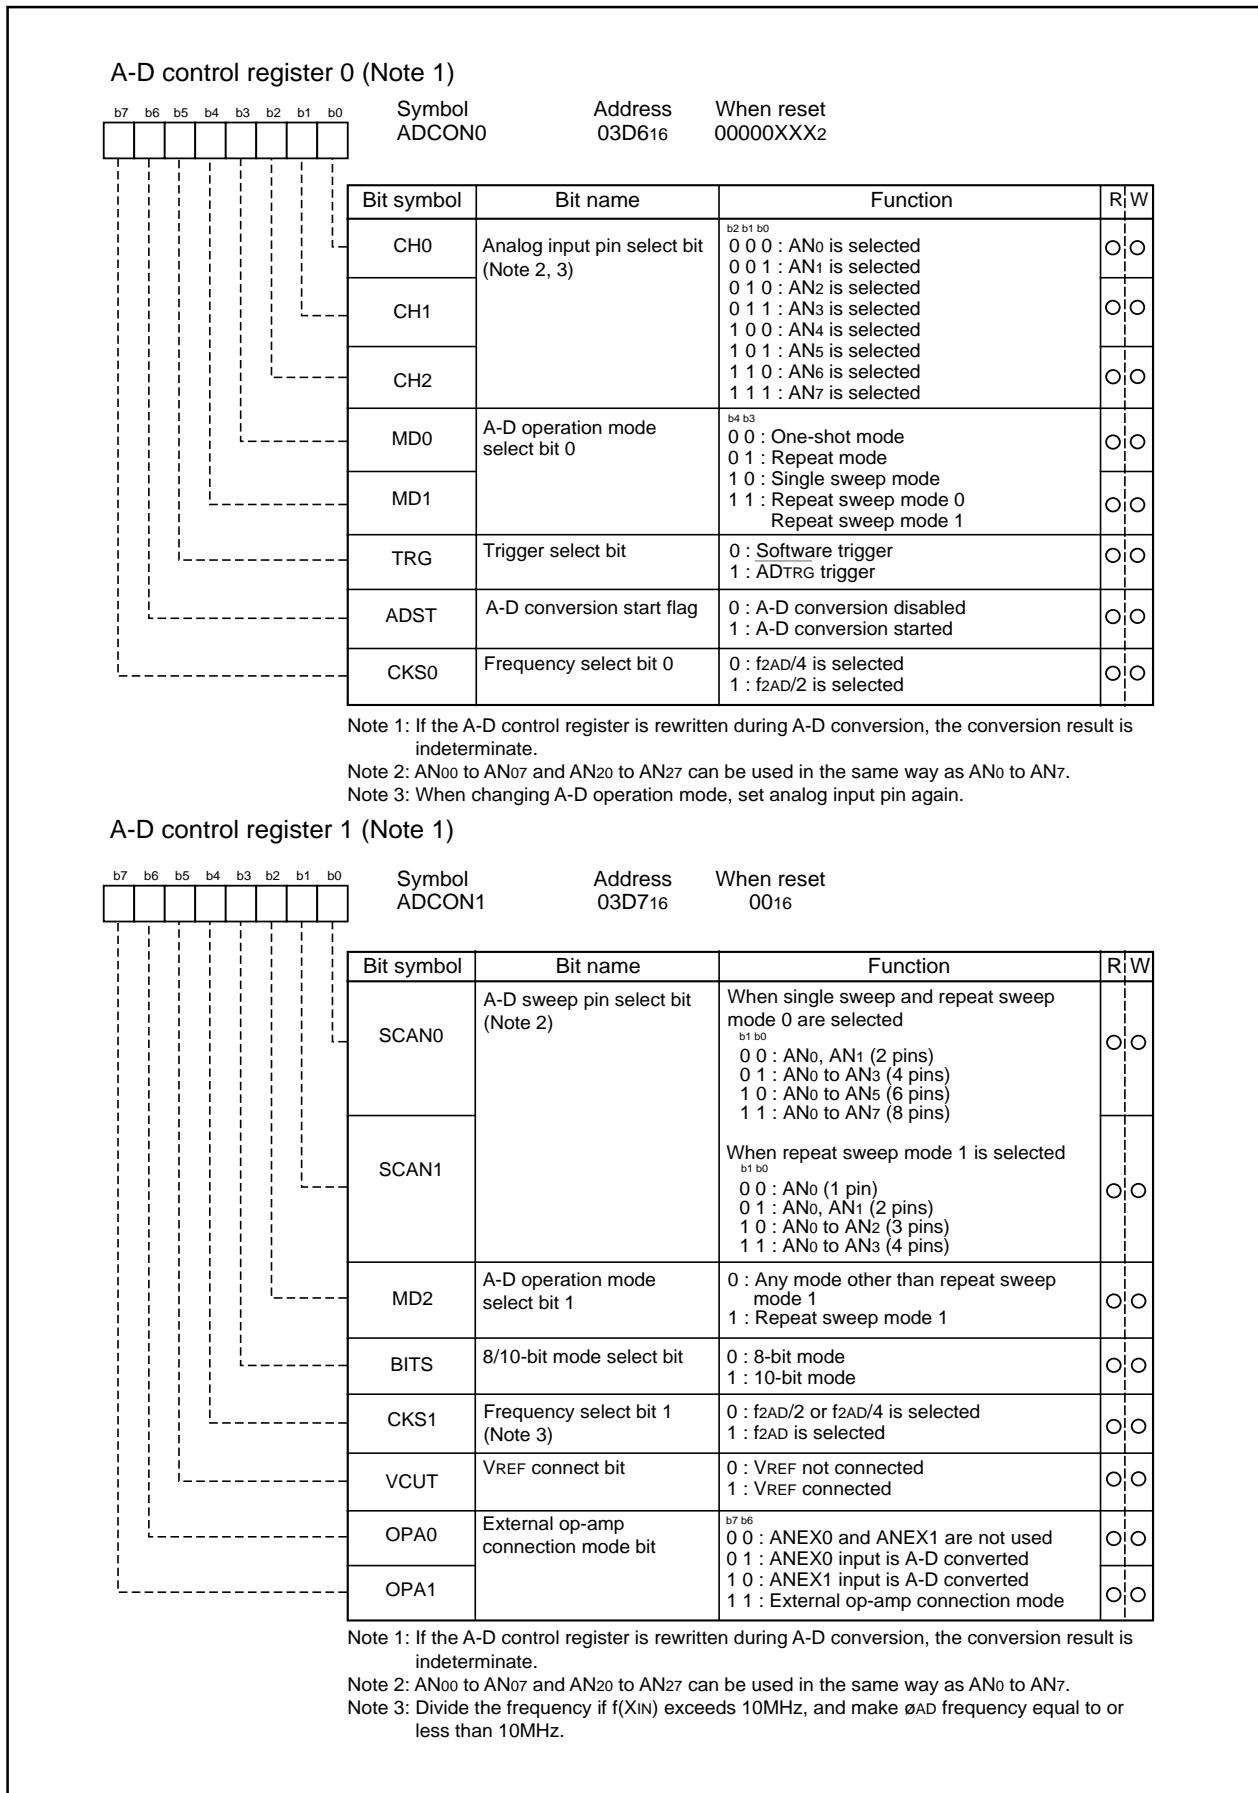 A-D control register 0 (Note 1)
b7 b6 b5 b4 b3 b2 b1 b0
Symbol Address When reset
ADCON0 03D616 00000XXX2
Bit symbol Bit name Function R W
CH0 Analog input pin select bit (Note 2, 3)
b2 b1 b0
0 0 0 : AN0 is selected
0 0 1 : AN1 is selected
0 1 0 : AN2 is selected
0 1 1 : AN3 is selected
1 0 0 : AN4 is selected
1 0 1 : AN5 is selected
1 1 0 : AN6 is selected
1 1 1 : AN7 is selected
CH1
CH2
MD0 A-D operation mode select bit 0
b4 b3
0 0 : One-shot mode
0 1 : Repeat mode
1 0 : Single sweep mode
1 1 : Repeat sweep mode 0
Repeat sweep mode 1
MD1
TRG Trigger select bit
0 : Software trigger
1 : ADTRG trigger
ADST A-D conversion start flag
0 : A-D conversion disabled
1 : A-D conversion started
CKS0 Frequency select bit 0
0 : f2AD/4 is selected
1 : f2AD/2 is selected
Note 1: If the A-D control register is rewritten during A-D conversion, the conversion result is
indeterminate.
Note 2: AN00 to AN07 and AN20 to AN27 can be used in the same way as AN0 to AN7.
Note 3: When changing A-D operation mode, set analog input pin again.
A-D control register 1 (Note 1)
b7 b6 b5 b4 b3 b2 b1 b0
Symbol Address When reset
ADCON1 03D716 0016
Bit symbol Bit name Function R W
SCAN0 A-D sweep pin select bit (Note 2)
When single sweep and repeat sweep
mode 0 are selected
b1 b0
0 0 : AN0, AN1 (2 pins)
0 1 : AN0 to AN3 (4 pins)
1 0 : AN0 to AN5 (6 pins)
1 1 : AN0 to AN7 (8 pins)
SCAN1
When repeat sweep mode 1 is selected
b1 b0
0 0 : AN0 (1 pin)
0 1 : AN0, AN1 (2 pins)
1 0 : AN0 to AN2 (3 pins)
1 1 : AN0 to AN3 (4 pins)
MD2 A-D operation mode select bit 1
0 : Any mode other than repeat sweep
mode 1
1 : Repeat sweep mode 1
BITS 8/10-bit mode select bit
0 : 8-bit mode
1 : 10-bit mode
CKS1 Frequency select bit 1 (Note 3)
0 : f2AD/2 or f2AD/4 is selected
1 : f2AD is selected
VCUT VREF connect bit
0 : VREF not connected
1 : VREF connected
OPA0 External op-amp connection mode bit
b7 b6
0 0 : ANEX0 and ANEX1 are not used
0 1 : ANEX0 input is A-D converted
1 0 : ANEX1 input is A-D converted
1 1 : External op-amp connection mode
OPA1
Note 1: If the A-D control register is rewritten during A-D conversion, the conversion result is
indeterminate.
Note 2: AN00 to AN07 and AN20 to AN27 can be used in the same way as AN0 to AN7.
Note 3: Divide the frequency if f(XIN) exceeds 10MHz, and make øAD frequency equal to or
less than 10MHz.